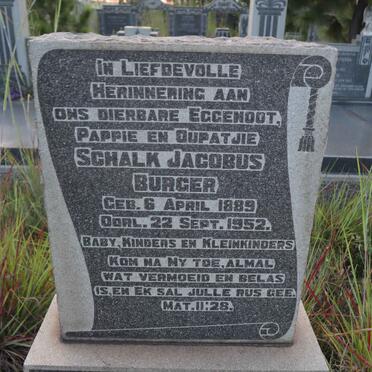 IN LIEFDEVOLLE
HERINNERING AAN
ONS DIERBARE EGGENOOT,
PAPPIE EN OUPATJIE
SCHALK JACOBUS
BURGER
GEB. 6 APRIL 1889
OORL. 22 SEPT. 1952.
BABY, KINDERS EN KLEINKINDERS
KOM NA MY TOE, ALMAL
WAT VERMOEID EN BELAS
IS, EN EK SAL JULLE RUS GEE.
MAT. 11:28.